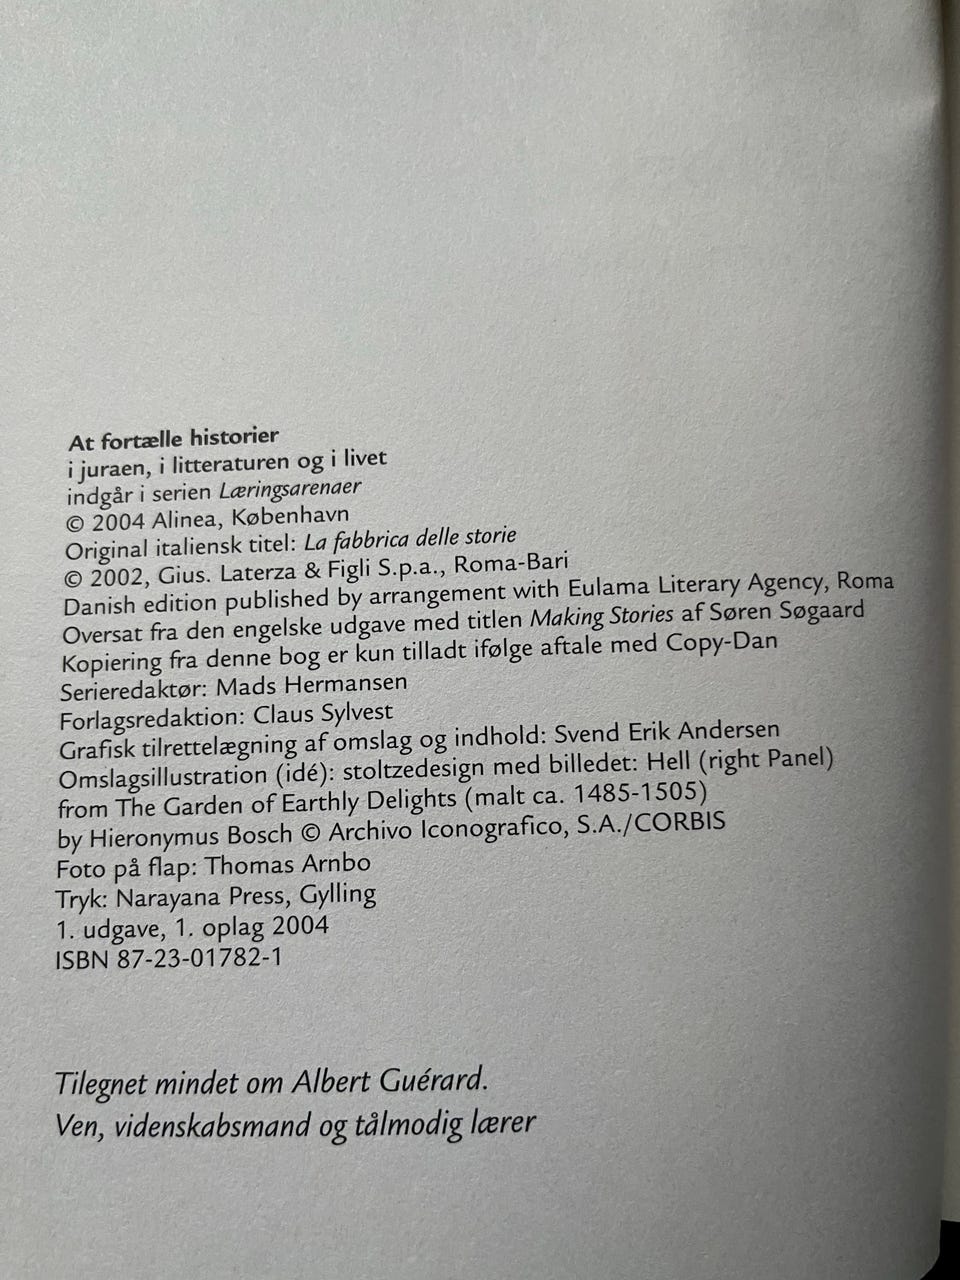 At fortælle historier
i juraen, i litteraturen og i livet
indgår i serien Læringsarenaer
© 2004 Alinea, København
Original italiensk titel: La fabbrica delle storie
© 2002, Gius. Laterza & Figli S.p.a., Roma-Bari
Danish edition published by arrangement with Eulama Literary Agency, Roma
Oversat fra den engelske udgave med titlen Making Stories af Søren Søgaard
Kopiering fra denne bog er kun tilladt ifølge aftale med Copy-Dan
Serieredaktør: Mads Hermansen
Forlagsredaktion: Claus Sylvest
Grafisk tilrettelægning af omslag og indhold: Svend Erik Andersen
Omslagsillustration (idé): stoltzedesign med billedet: Hell (right Panel)
from The Garden of Earthly Delights (malt ca. 1485-1505)
by Hieronymus Bosch © Archivo Iconografico, S.A./CORBIS
Foto på flap: Thomas Arnbo
Tryk: Narayana Press, Gylling
1. udgave, 1. oplag 2004
ISBN 87-23-01782-1
Tilegnet mindet om Albert Guérard.
Ven, videnskabsmand og tålmodig lærer